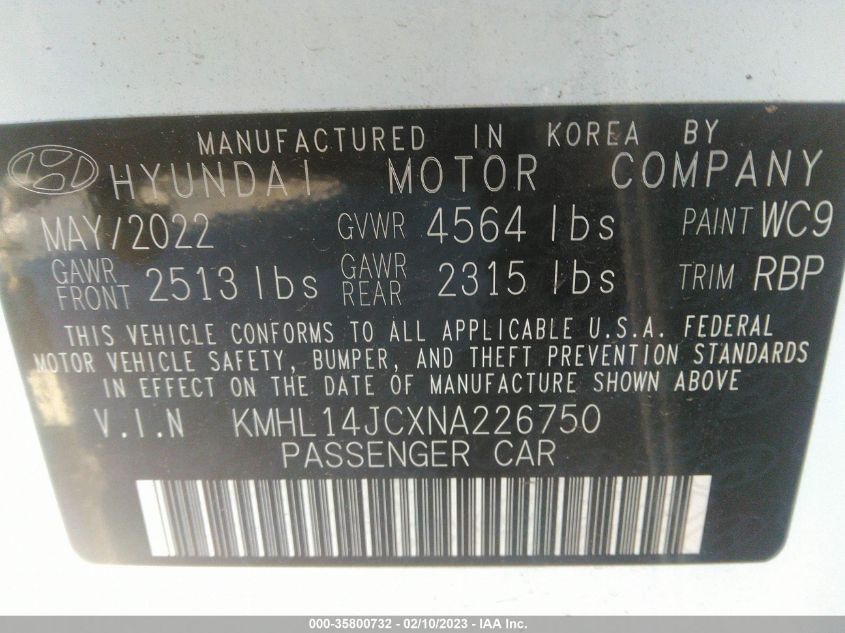 MANUFACTURED IN KOREA BY
HYUNDAI MOTOR COMPANY
MAY/2022 GVWR 4564 lbs PAINT WC9
GAWR FRONT 2513 lbs GAWR REAR 2315 lbs TRIM RBP
THIS VEHICLE CONFORMS TO ALL APPLICABLE U.S.A. FEDERAL
MOTOR VEHICLE SAFETY, BUMPER, AND THEFT PREVENTION STANDARDS
IN EFFECT ON THE DATE OF MANUFACTURE SHOWN ABOVE
V.I.N KMHL14JCXNA226750
PASSENGER CAR
000-35800732 - 02/10/2023 - IAA Inc.